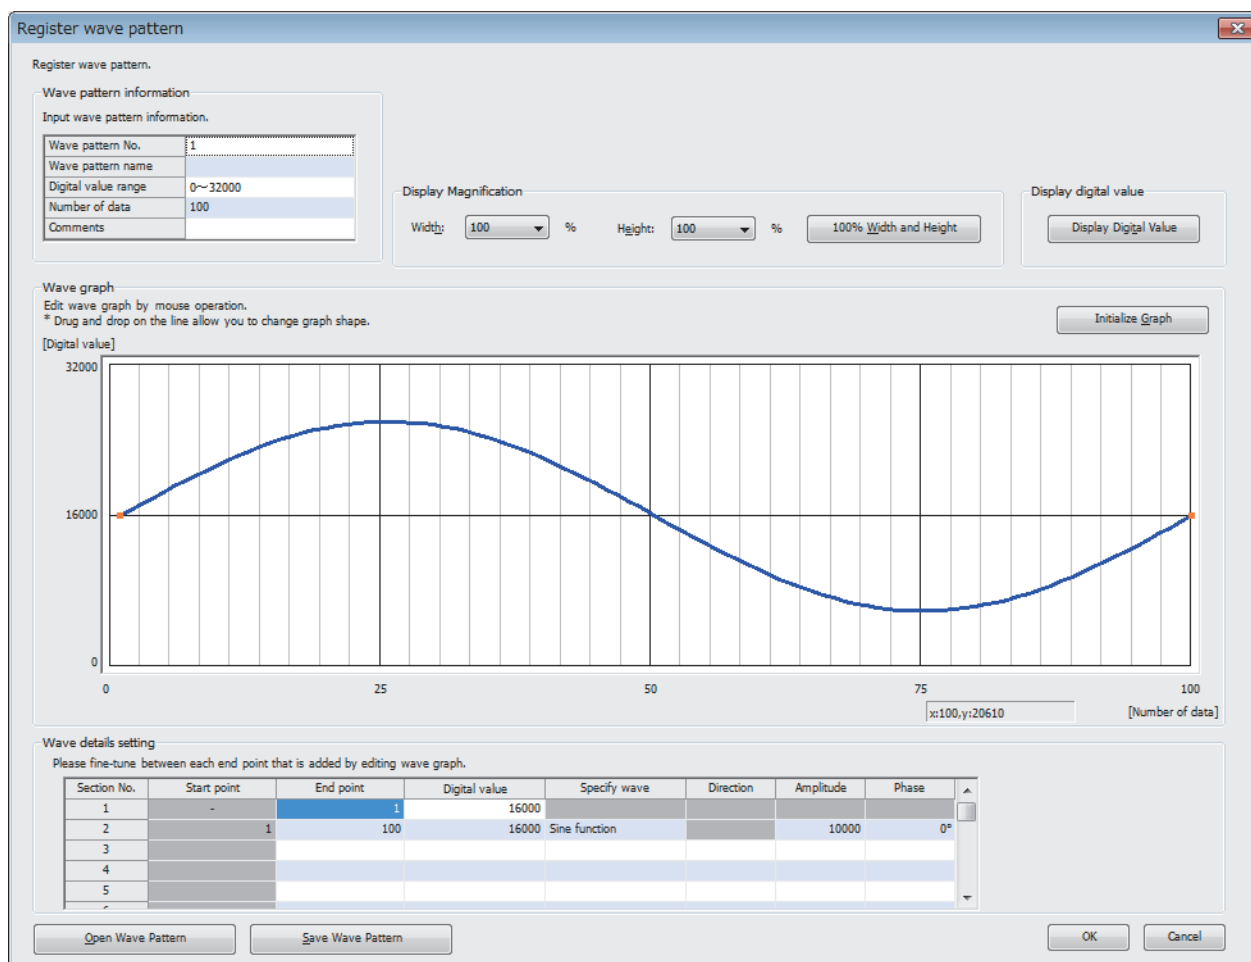 Register wave pattern
Register wave pattern.
Wave pattern information
Input wave pattern information.
Wave pattern No. 1
Wave pattern name
Digital value range 0～32000
Number of data 100
Comments
Display Magnification
Width: 100 % Height: 100 % 100% Width and Height
Display digital value
Display Digital Value
Wave graph
Edit wave graph by mouse operation.
* Drug and drop on the line allow you to change graph shape.
Initialize Graph
[Digital value]
32000
16000
0
0 25 50 75 100
x:100,y:20610 [Number of data]
Wave details setting
Please fine-tune between each end point that is added by editing wave graph.
Section No. Start point End point Digital value Specify wave Direction Amplitude Phase
1 - 1 16000
2 1 100 16000 Sine function 10000 0°
3
4
5
Open Wave Pattern Save Wave Pattern OK Cancel